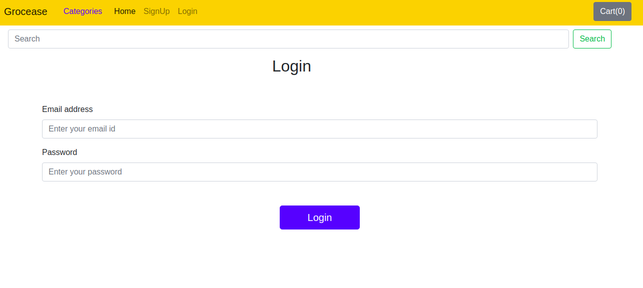 Grocease Categories Home SignUp Login Cart(0)
Search Search
Login
Email address
Enter your email id
Password
Enter your password
Login